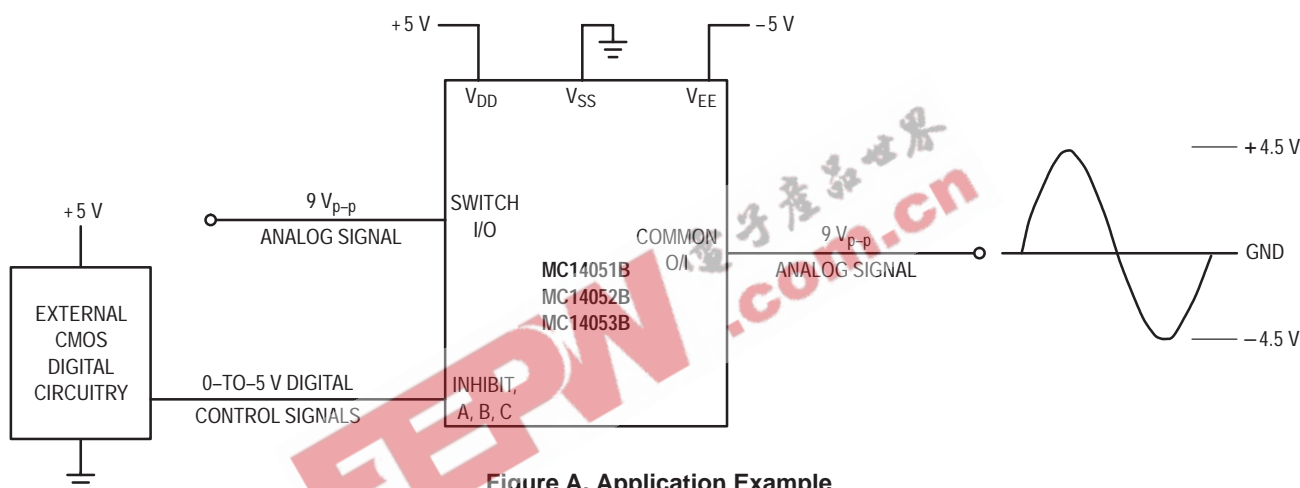 +5 V
–5 V
VDD
VSS
VEE
+4.5 V
+5 V
9 Vp–p
ANALOG SIGNAL
SWITCH
I/O
COMMON
O/I
9 Vp–p
ANALOG SIGNAL
GND
MC14051B
MC14052B
MC14053B
EXTERNAL
CMOS
DIGITAL
CIRCUITRY
–4.5 V
0–TO–5 V DIGITAL
CONTROL SIGNALS
INHIBIT,
A, B, C
電子產品世界
EEPW
.com.cn
Figure A. Application Example